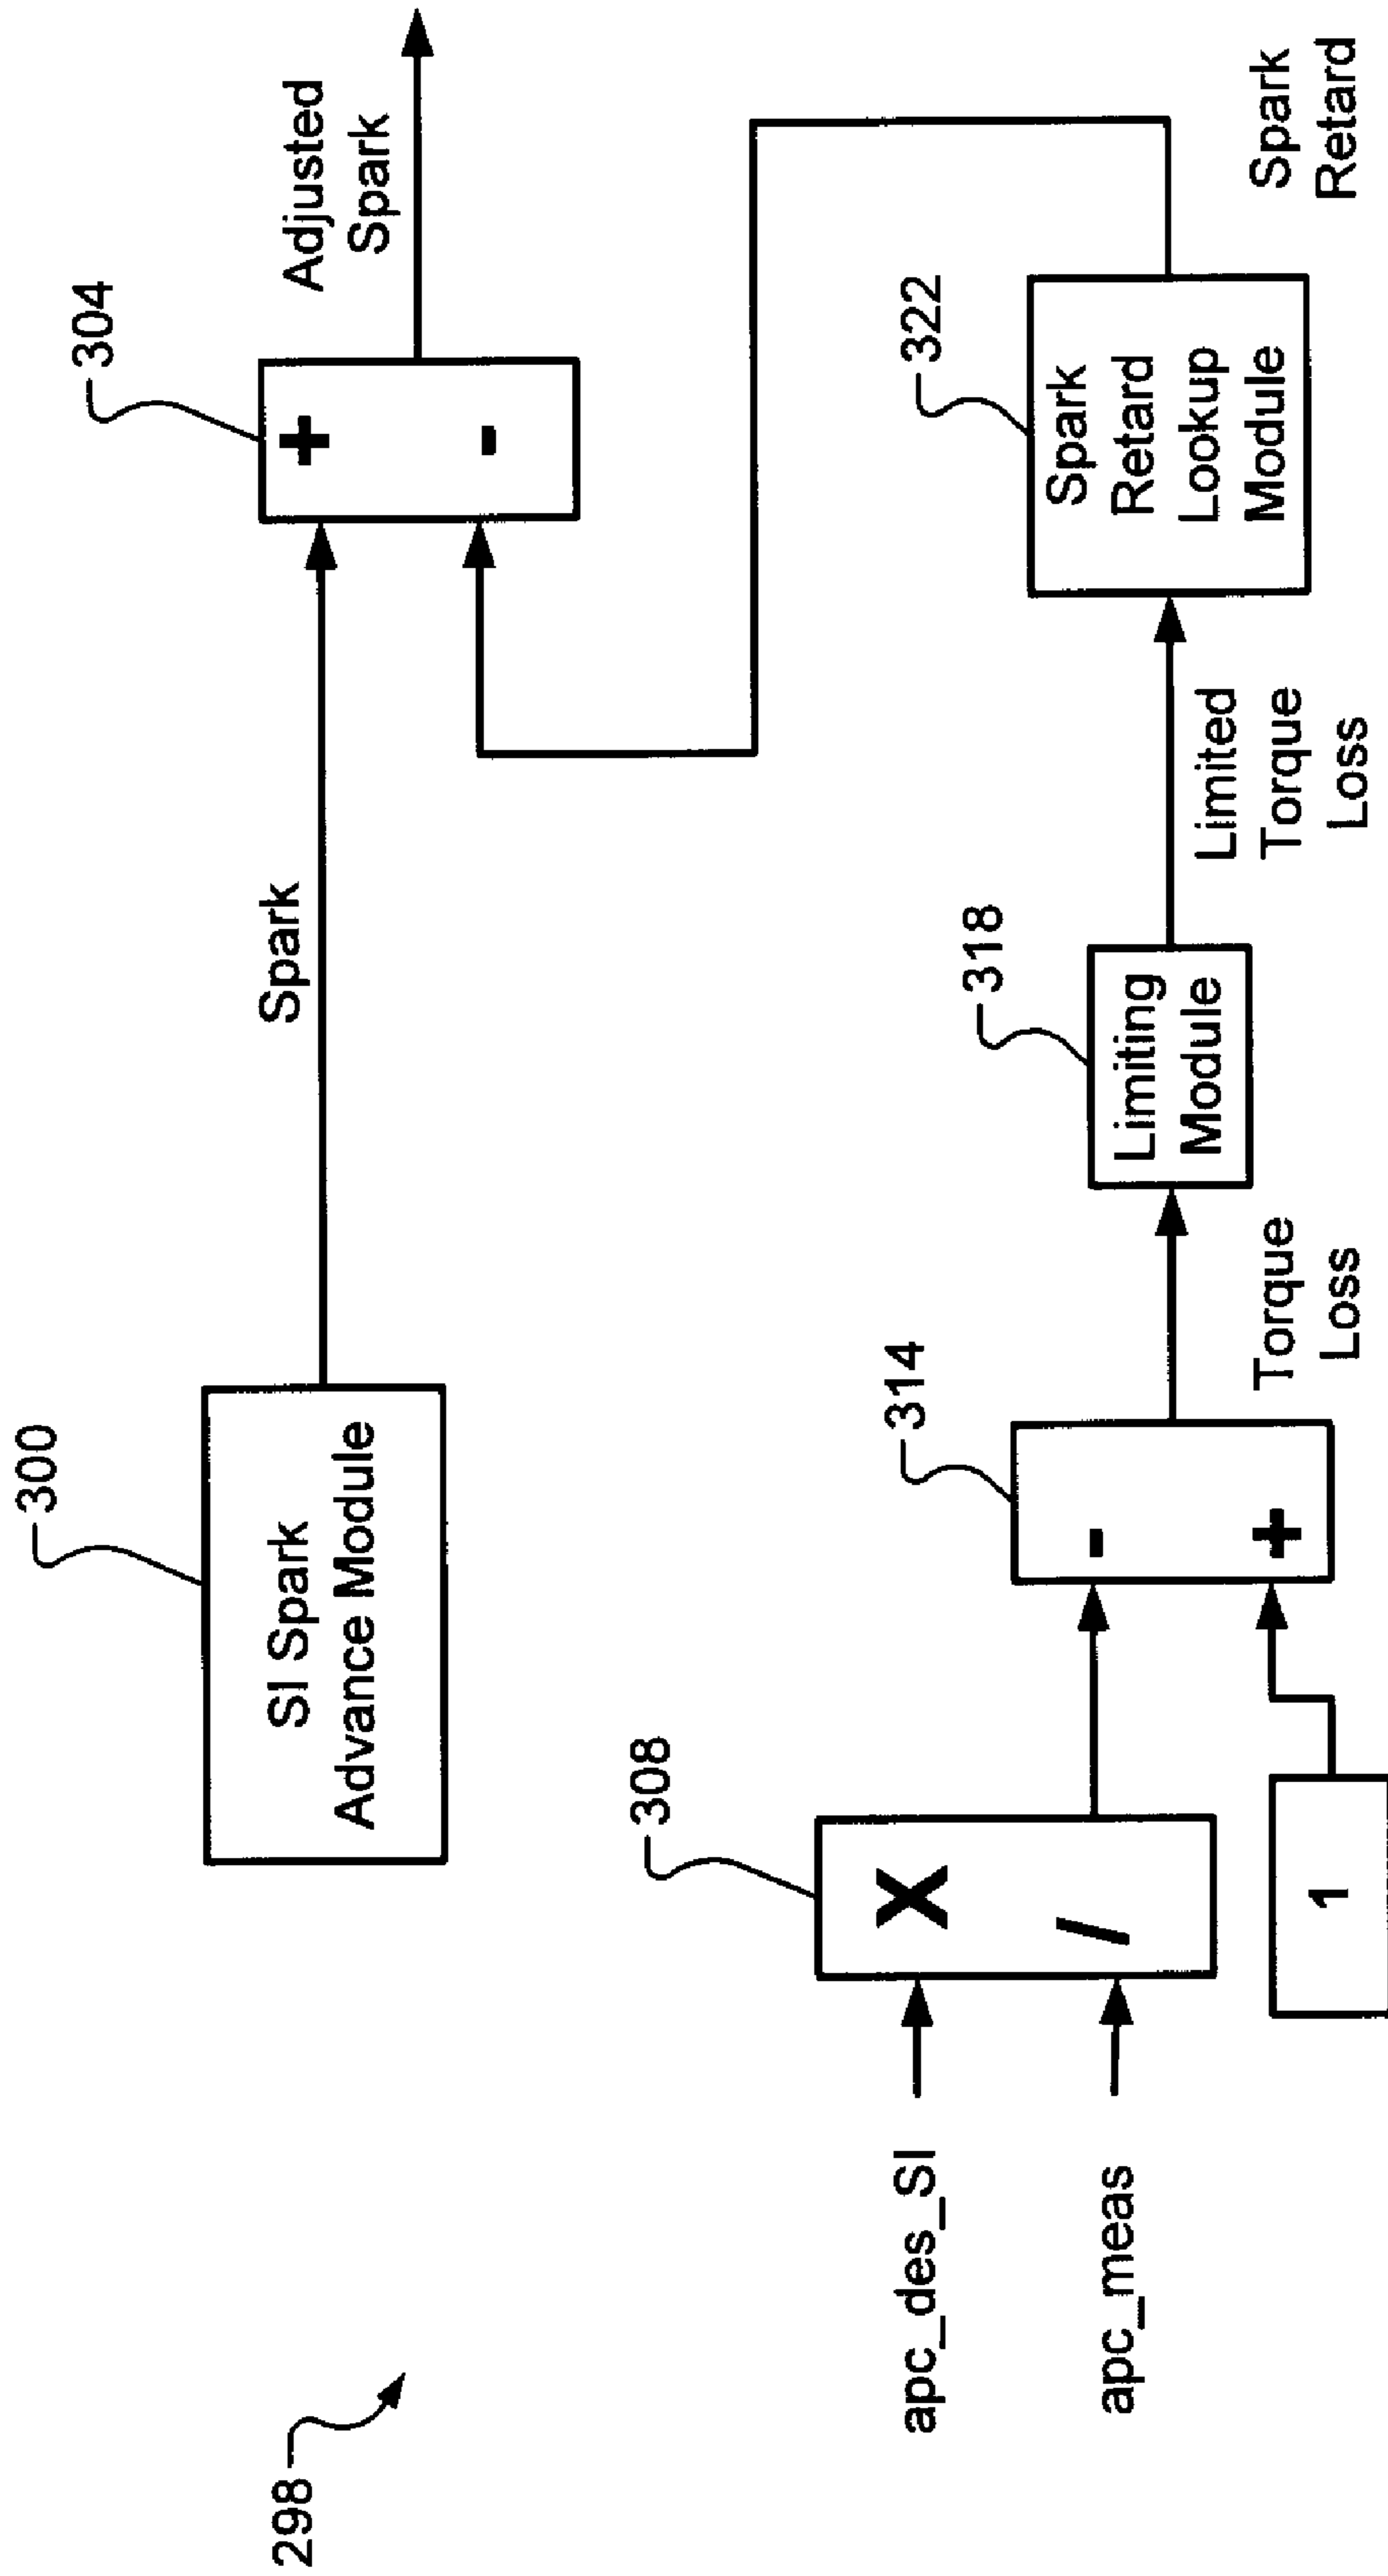 298
300
SI Spark
Advance Module
Spark
304
+
-
Adjusted
Spark
apc_des_SI
apc_meas
308
X
/
1
314
-
+
Torque
Loss
318
Limiting
Module
Limited
Torque
Loss
322
Spark
Retard
Lookup
Module
Spark
Retard